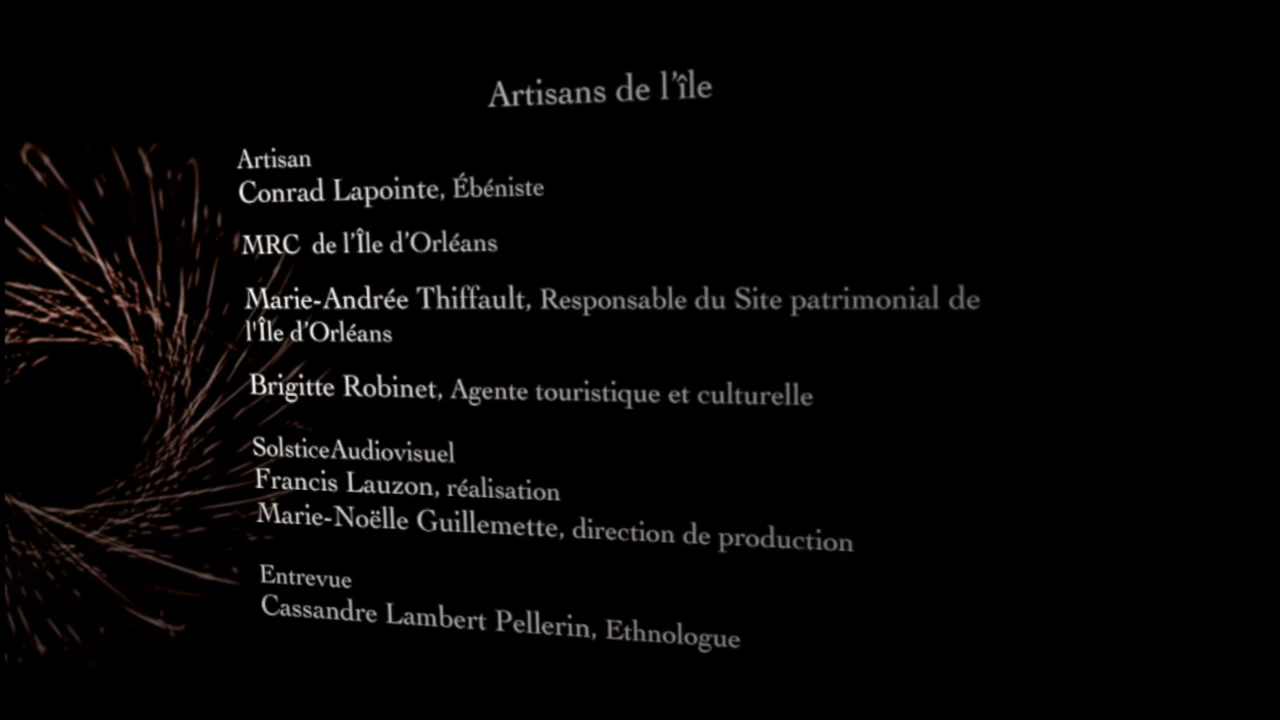 Artisans de l’île
Artisan
Conrad Lapointe, Ébéniste
MRC de l’Île d’Orléans
Marie-Andrée Thiffault, Responsable du Site patrimonial de
l'Île d’Orléans
Brigitte Robinet, Agente touristique et culturelle
SolsticeAudiovisuel
Francis Lauzon, réalisation
Marie-Noëlle Guillemette, direction de production
Entrevue
Cassandre Lambert Pellerin, Ethnologue